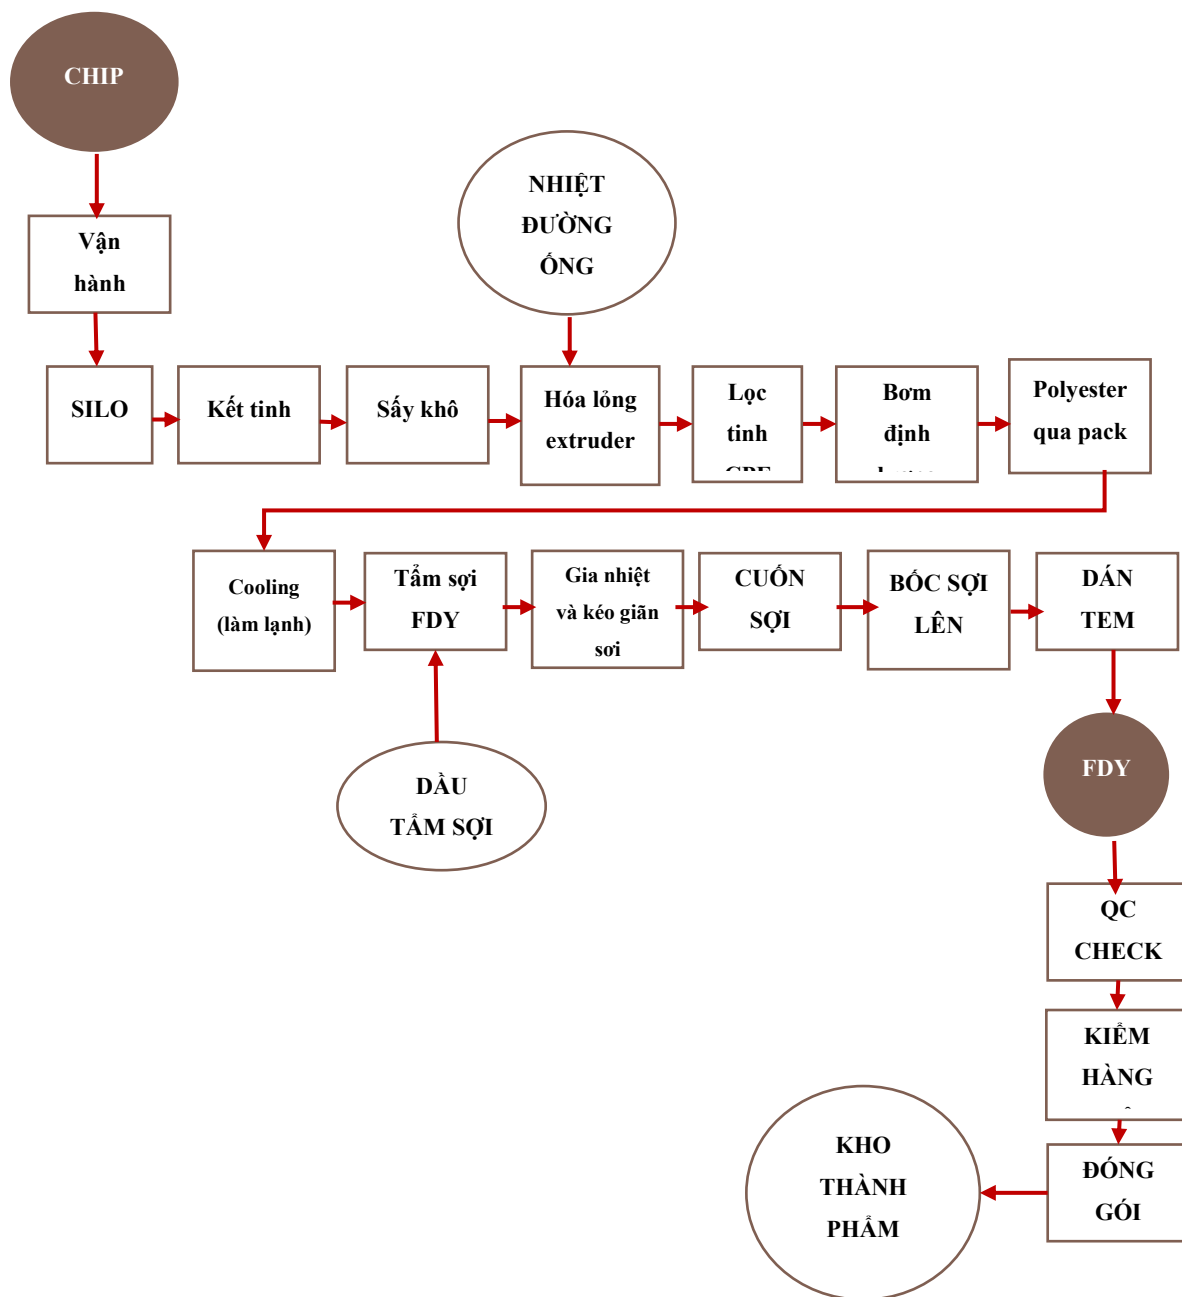 CHIP
NHIỆT
ĐƯỜNG
ỐNG
Vận
hành
SILO
Kết tinh
Sấy khô
Hóa lỏng
extruder
Lọc
tinh
Bơm
định
Polyester
qua pack
Cooling
(làm lạnh)
Tẩm sợi
FDY
Gia nhiệt
và kéo giãn
sơi
CUỐN
SỢI
BỐC SỢI
LÊN
DÁN
TEM
DẦU
TẨM SỢI
FDY
QC
CHECK
KIỂM
HÀNG
ĐÓNG
GÓI
KHO
THÀNH
PHẨM